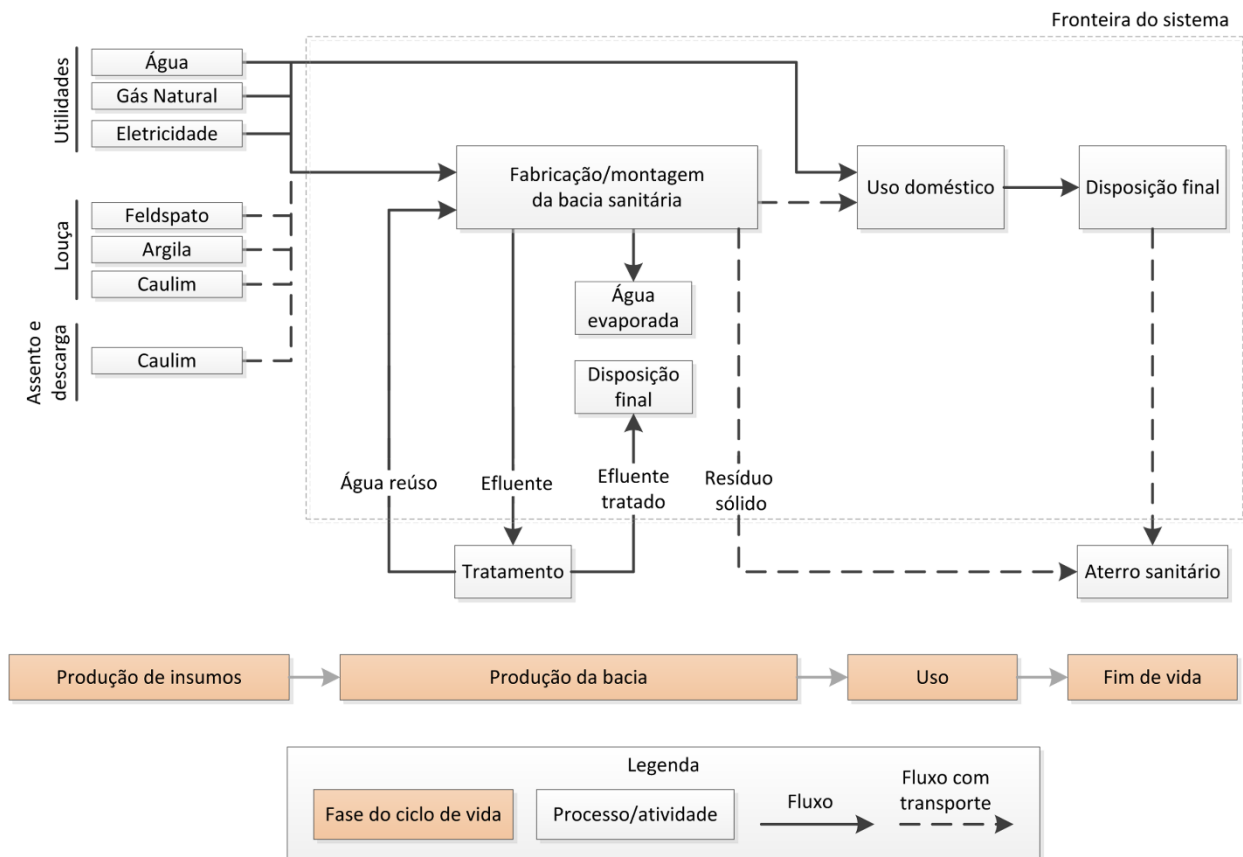 Fronteira do sistema
Utilidades
Água
Gás Natural
Eletricidade
Louça
Feldspato
Argila
Caulim
Assento e
descarga
Caulim
Fabricação/montagem
da bacia sanitária
Uso doméstico
Disposição final
Água
evaporada
Disposição
final
Água reúso
Efluente
Efluente
tratado
Resíduo
sólido
Tratamento
Aterro sanitário
Produção de insumos
Produção da bacia
Uso
Fim de vida
Legenda
Fase do ciclo de vida
Processo/atividade
Fluxo
Fluxo com
transporte